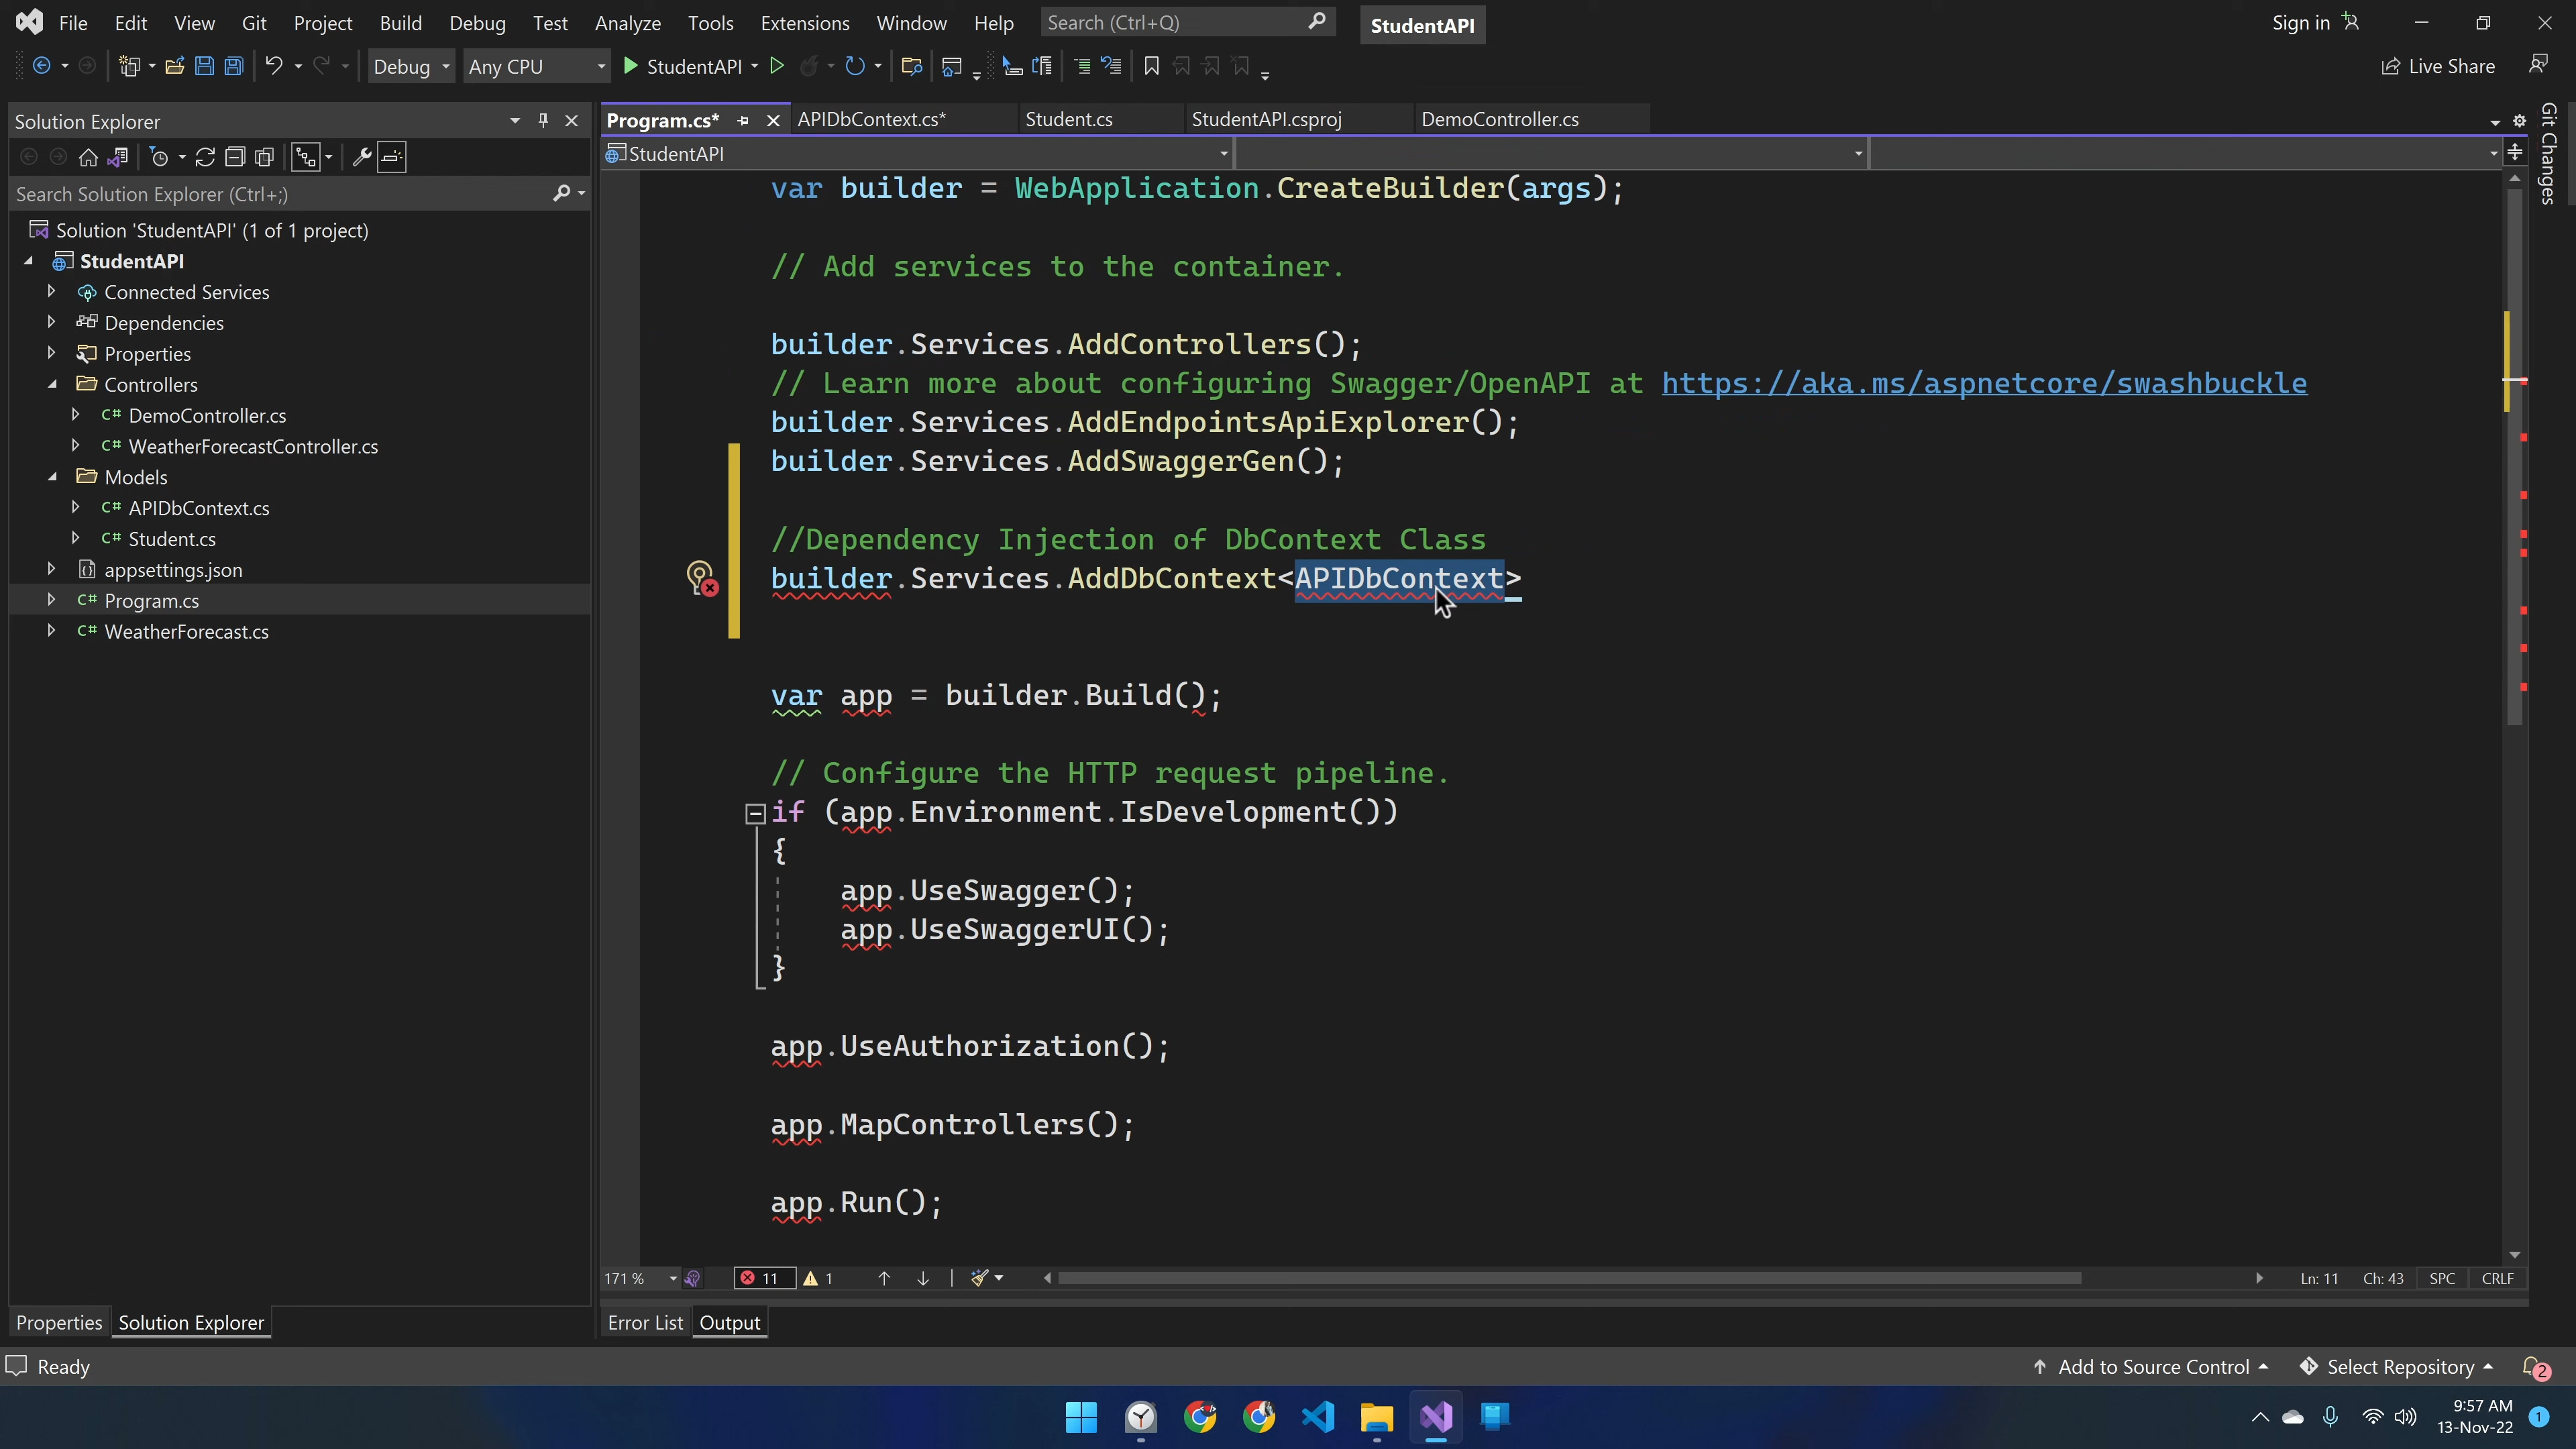 File Edit View Git Project Build Debug Test Analyze Tools Extensions Window Help Search (Ctrl+Q) StudentAPI Sign in
Debug Any CPU StudentAPI Live Share
Solution Explorer
Search Solution Explorer (Ctrl+;)
Solution 'StudentAPI' (1 of 1 project)
StudentAPI
Connected Services
Dependencies
Properties
Controllers
C# DemoController.cs
C# WeatherForecastController.cs
Models
C# APIDbContext.cs
C# Student.cs
appsettings.json
C# Program.cs
C# WeatherForecast.cs
Properties Solution Explorer
Program.cs* APIDbContext.cs* Student.cs StudentAPI.csproj DemoController.cs
StudentAPI
var builder = WebApplication.CreateBuilder(args);
// Add services to the container.
builder.Services.AddControllers();
// Learn more about configuring Swagger/OpenAPI at https://aka.ms/aspnetcore/swashbuckle
builder.Services.AddEndpointsApiExplorer();
builder.Services.AddSwaggerGen();
//Dependency Injection of DbContext Class
builder.Services.AddDbContext<APIDbContext>
var app = builder.Build();
// Configure the HTTP request pipeline.
if (app.Environment.IsDevelopment())
{
app.UseSwagger();
app.UseSwaggerUI();
}
app.UseAuthorization();
app.MapControllers();
app.Run();
171 % 11 1 Ln: 11 Ch: 43 SPC CRLF
Error List Output
Git Changes
Ready Add to Source Control Select Repository 2
9:57 AM
13-Nov-22 1